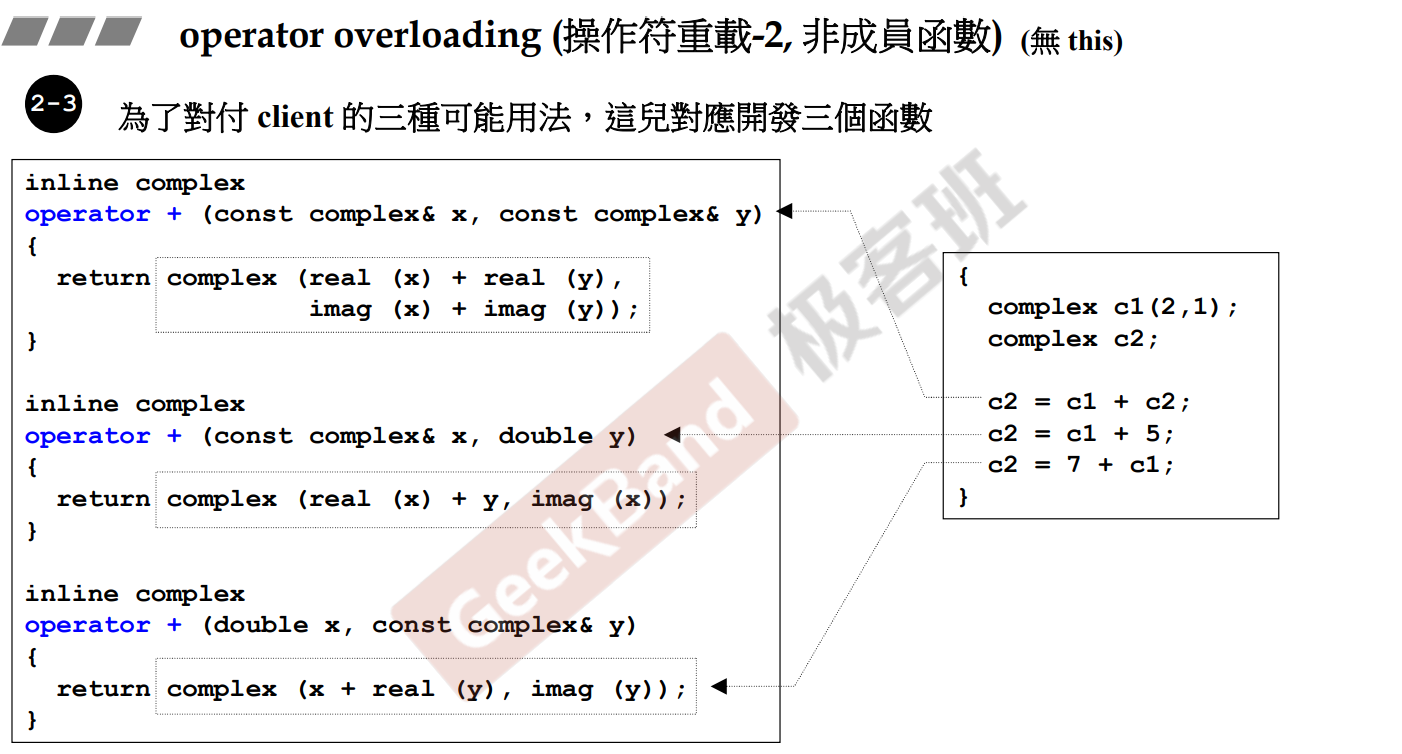 operator overloading (操作符重載-2, 非成員函數) (無 this)
2-3
為了對付 client 的三種可能用法，這兒對應開發三個函數
inline complex
operator + (const complex& x, const complex& y)
{
  return complex (real (x) + real (y),
                  imag (x) + imag (y));
}
inline complex
operator + (const complex& x, double y)
{
  return complex (real (x) + y, imag (x));
}
inline complex
operator + (double x, const complex& y)
{
  return complex (x + real (y), imag (y));
}
{
  complex c1(2,1);
  complex c2;
  c2 = c1 + c2;
  c2 = c1 + 5;
  c2 = 7 + c1;
}
GeekBand 极客班